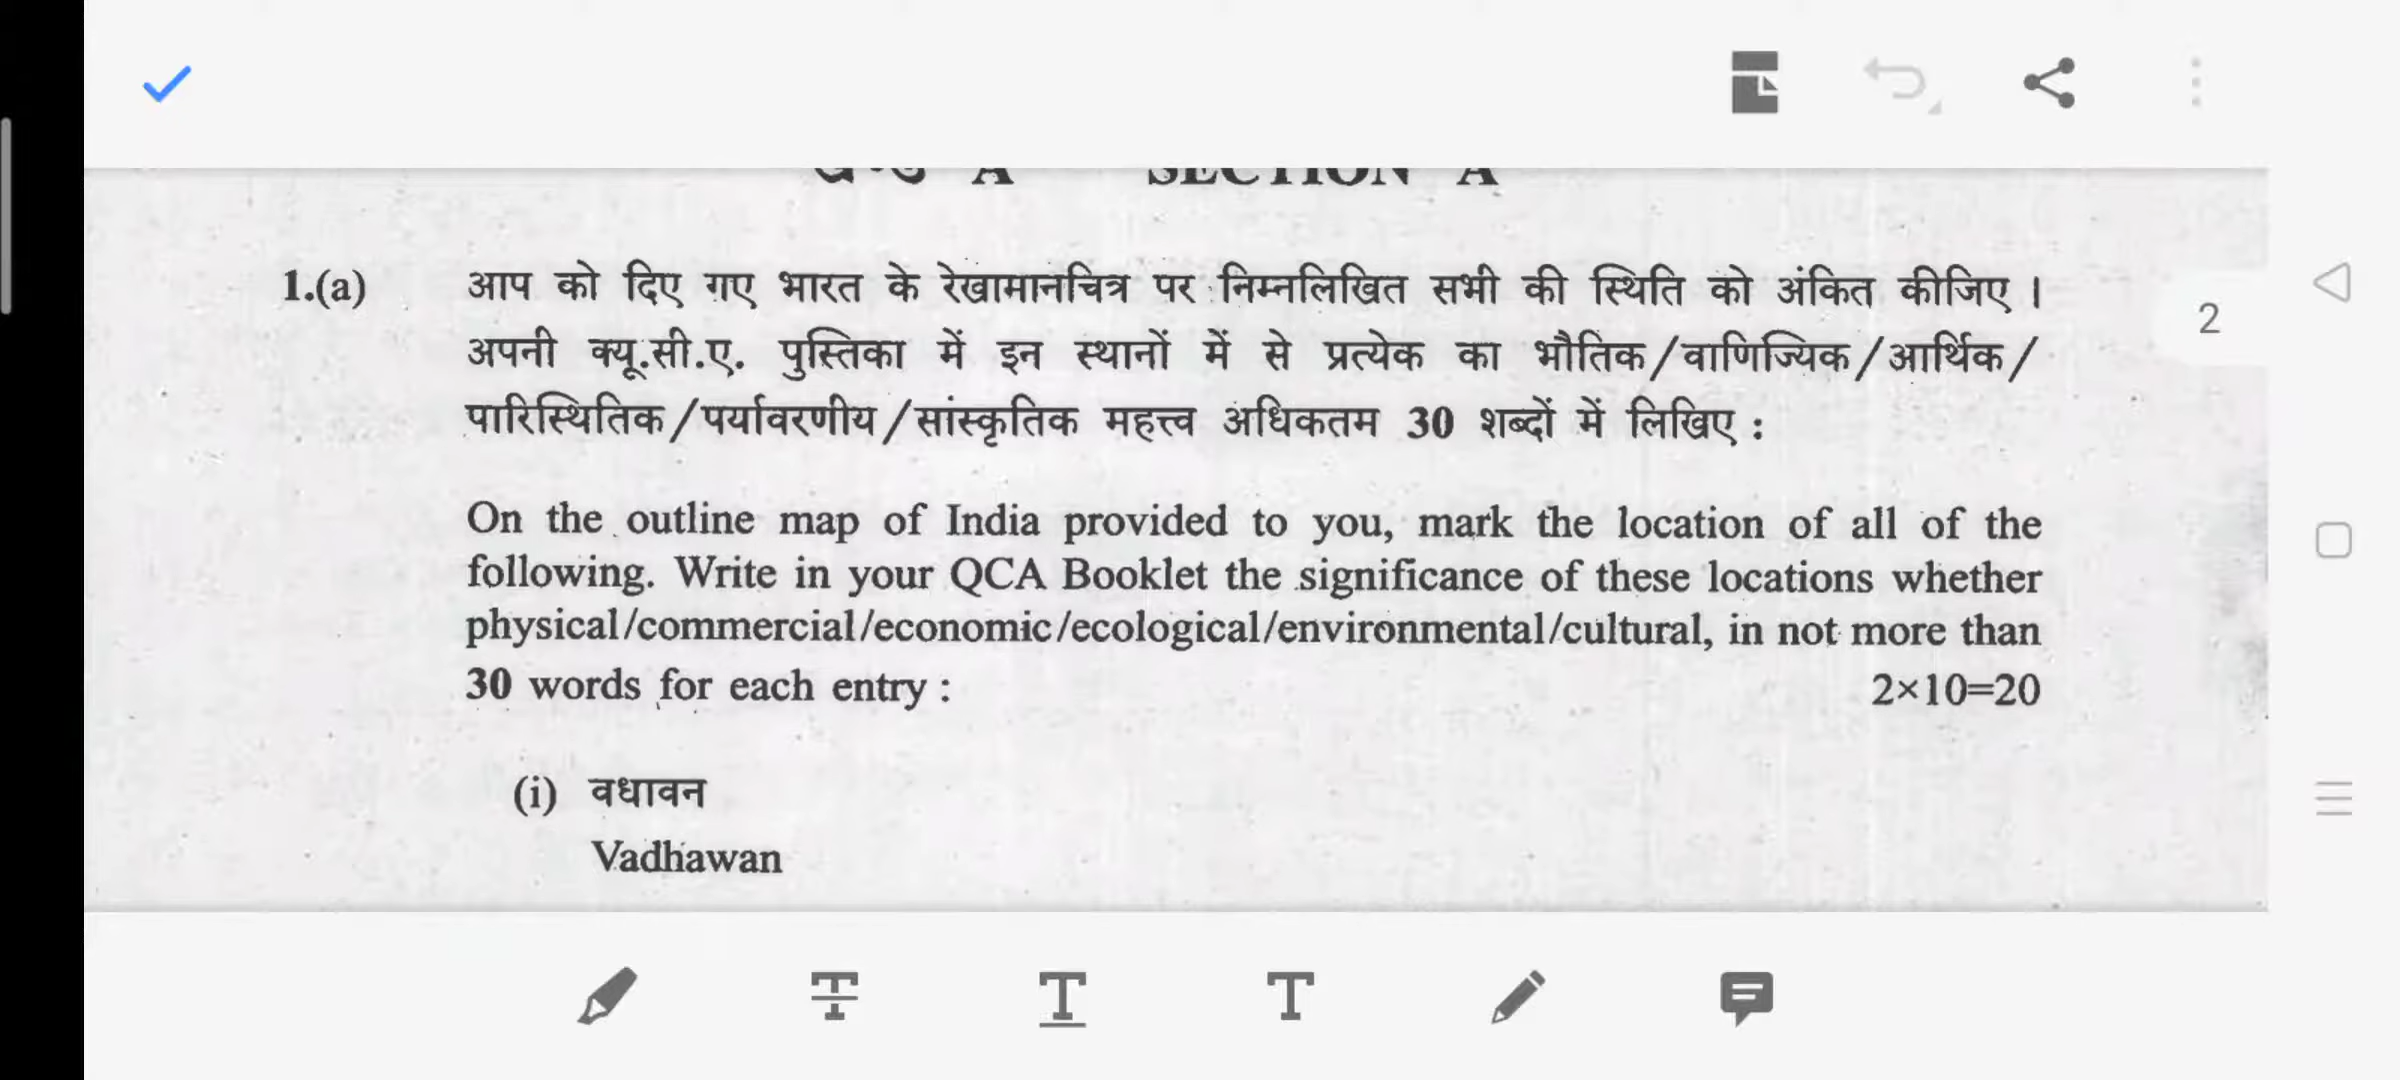 खण्ड A SECTION A
1.(a) आप को दिए गए भारत के रेखामानचित्र पर निम्नलिखित सभी की स्थिति को अंकित कीजिए ।
2
अपनी क्यू.सी.ए. पुस्तिका में इन स्थानों में से प्रत्येक का भौतिक/वाणिज्यिक/आर्थिक/
पारिस्थितिक/पर्यावरणीय/सांस्कृतिक महत्त्व अधिकतम 30 शब्दों में लिखिए :
On the outline map of India provided to you, mark the location of all of the
following. Write in your QCA Booklet the significance of these locations whether
physical/commercial/economic/ecological/environmental/cultural, in not more than
30 words for each entry : 2×10=20
(i) वधावन
Vadhawan